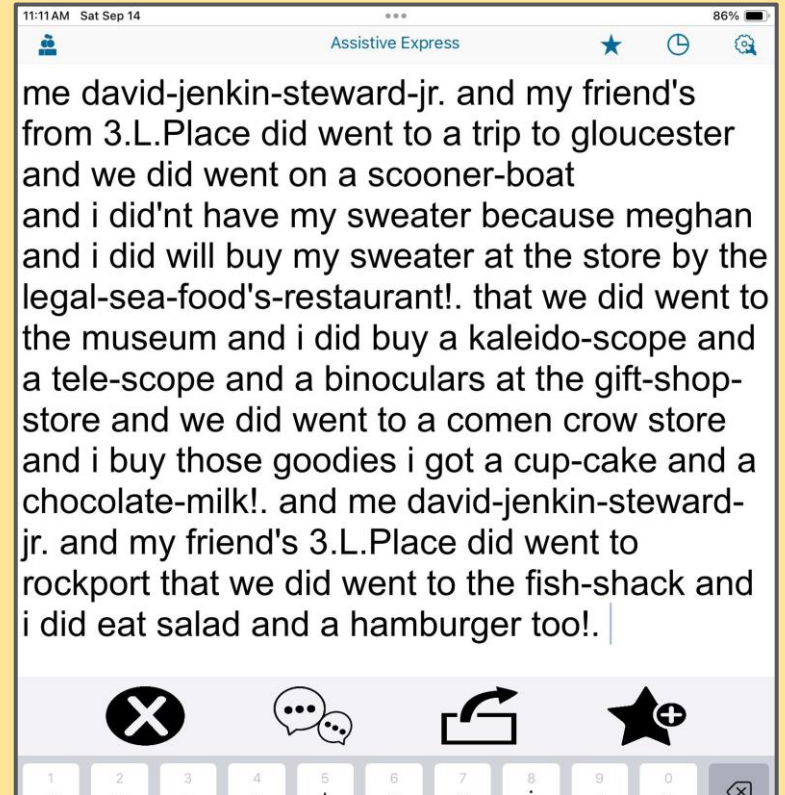 11:11 AM Sat Sep 14 86%
Assistive Express
me david-jenkin-steward-jr. and my friend's
from 3.L.Place did went to a trip to gloucester
and we did went on a scooner-boat
and i did'nt have my sweater because meghan
and i did will buy my sweater at the store by the
legal-sea-food's-restaurant!. that we did went to
the museum and i did buy a kaleido-scope and
a tele-scope and a binoculars at the gift-shop-
store and we did went to a comen crow store
and i buy those goodies i got a cup-cake and a
chocolate-milk!. and me david-jenkin-steward-
jr. and my friend's 3.L.Place did went to
rockport that we did went to the fish-shack and
i did eat salad and a hamburger too!.
1 2 3 4 5 6 7 8 9 0